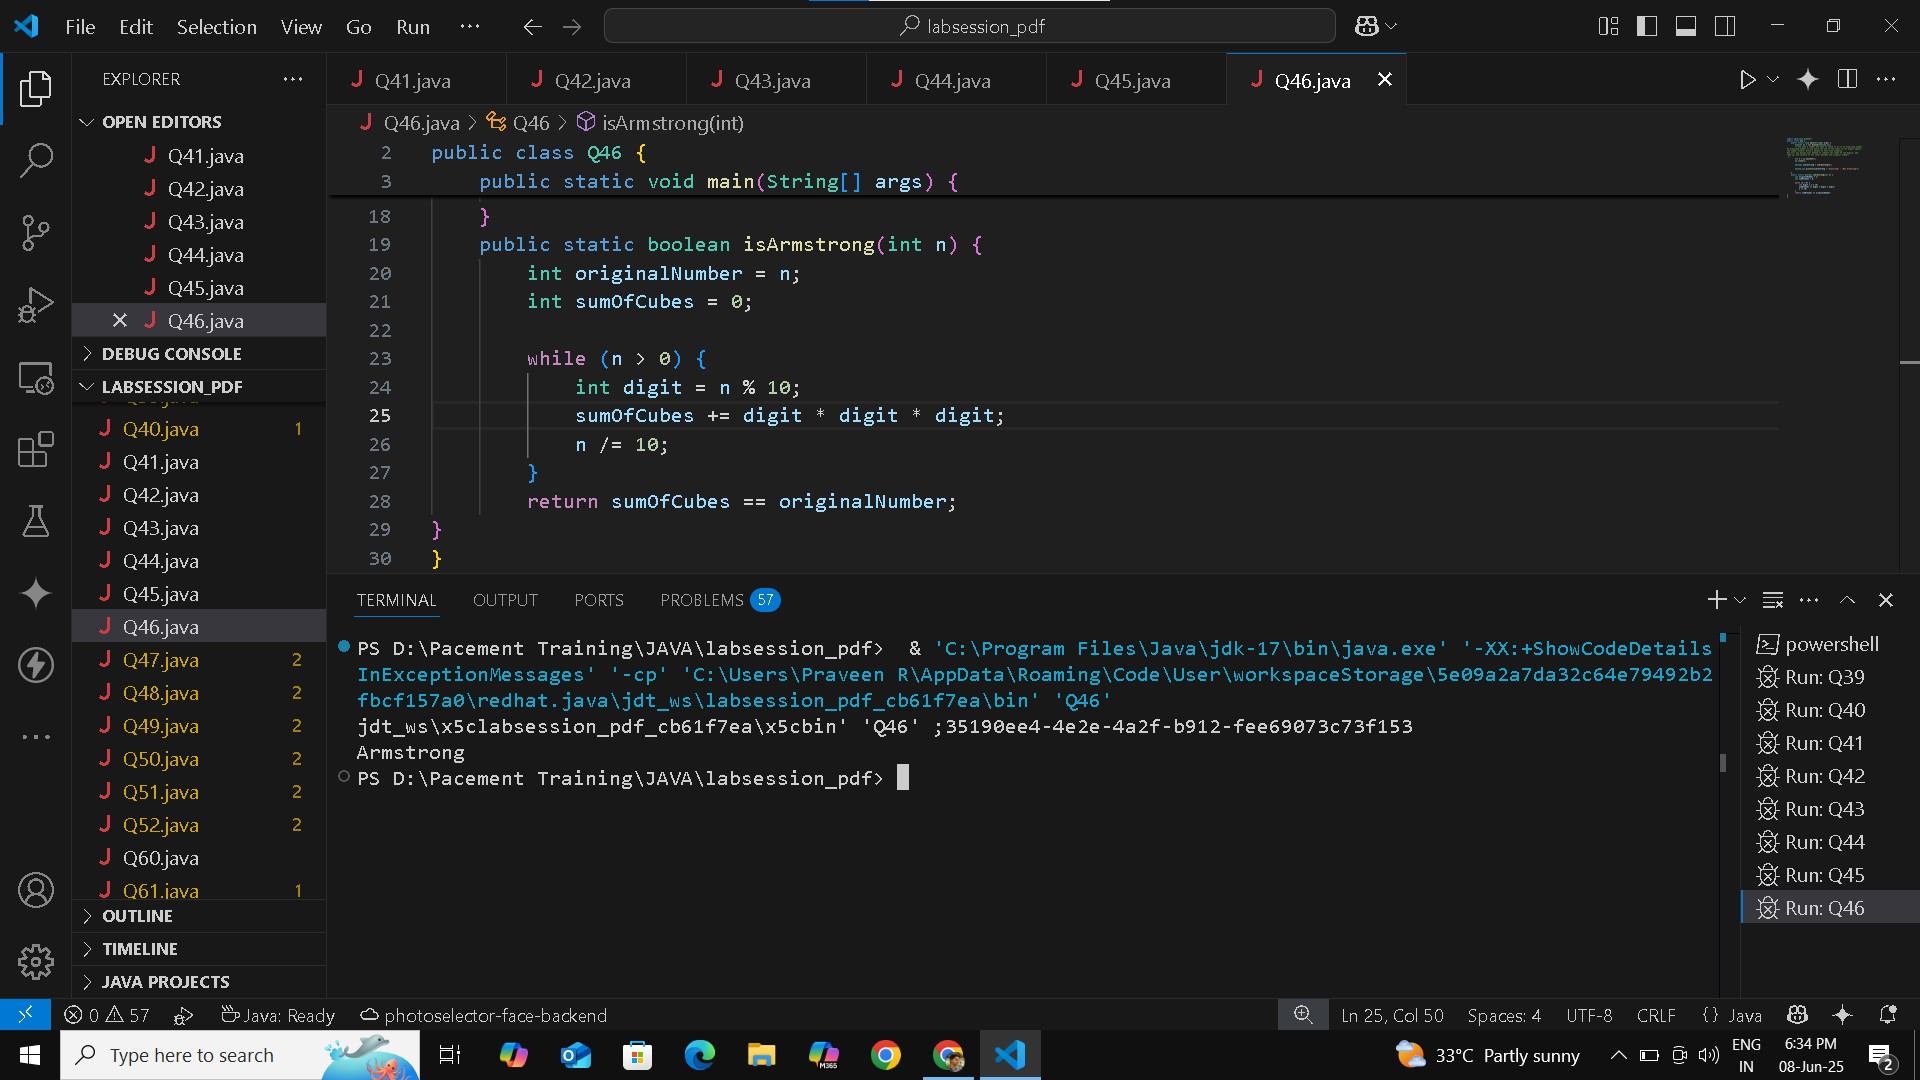 File Edit Selection View Go Run ··· labsession_pdf
EXPLORER ···
OPEN EDITORS
Q41.java
Q42.java
Q43.java
Q44.java
Q45.java
Q46.java
DEBUG CONSOLE
LABSESSION_PDF
Q40.java 1
Q41.java
Q42.java
Q43.java
Q44.java
Q45.java
Q46.java
Q47.java 2
Q48.java 2
Q49.java 2
Q50.java 2
Q51.java 2
Q52.java 2
Q60.java
Q61.java 1
OUTLINE
TIMELINE
JAVA PROJECTS
Q41.java Q42.java Q43.java Q44.java Q45.java Q46.java
Q46.java > Q46 > isArmstrong(int)
2 public class Q46 {
3 public static void main(String[] args) {
18 }
19 public static boolean isArmstrong(int n) {
20 int originalNumber = n;
21 int sumOfCubes = 0;
22
23 while (n > 0) {
24 int digit = n % 10;
25 sumOfCubes += digit * digit * digit;
26 n /= 10;
27 }
28 return sumOfCubes == originalNumber;
29 }
30 }
TERMINAL OUTPUT PORTS PROBLEMS 57
PS D:\Pacement Training\JAVA\labsession_pdf> & 'C:\Program Files\Java\jdk-17\bin\java.exe' '-XX:+ShowCodeDetails
InExceptionMessages' '-cp' 'C:\Users\Praveen R\AppData\Roaming\Code\User\workspaceStorage\5e09a2a7da32c64e79492b2
fbcf157a0\redhat.java\jdt_ws\labsession_pdf_cb61f7ea\bin' 'Q46'
jdt_ws\x5clabsession_pdf_cb61f7ea\x5cbin' 'Q46' ;35190ee4-4e2e-4a2f-b912-fee69073c73f153
Armstrong
PS D:\Pacement Training\JAVA\labsession_pdf>
powershell
Run: Q39
Run: Q40
Run: Q41
Run: Q42
Run: Q43
Run: Q44
Run: Q45
Run: Q46
0 57 Java: Ready photoselector-face-backend Ln 25, Col 50 Spaces: 4 UTF-8 CRLF {} Java
Type here to search M365 33°C Partly sunny ENG IN 6:34 PM 08-Jun-25 2